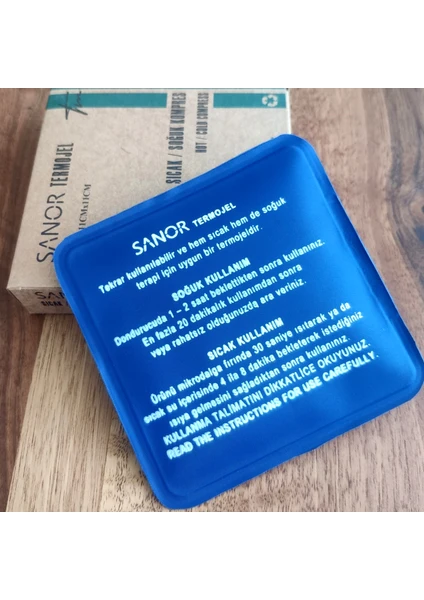 SANOR TERMOJEL
11CMx11CM
SICAK / SOĞUK KOMPRES
HOT / COLD COMPRESS
SANOR
SANOR TERMOJEL
Tekrar kullanılabilir ve hem sıcak hem de soğuk
terapi için uygun bir termojeldir.
SOĞUK KULLANIM
Dondurucuda 1 - 2 saat beklettikten sonra kullanınız.
En fazla 20 dakikalık kullanımdan sonra
veya rahatsız olduğunuzda ara veriniz.
SICAK KULLANIM
Ürünü mikrodalga fırında 30 saniye ısıtarak ya da
sıcak su içerisinde 4 ila 8 dakika bekleterek istediğiniz
ısıya gelmesini sağladıktan sonra kullanınız.
KULLANMA TALİMATINI DİKKATLİCE OKUYUNUZ.
READ THE INSTRUCTIONS FOR USE CAREFULLY.